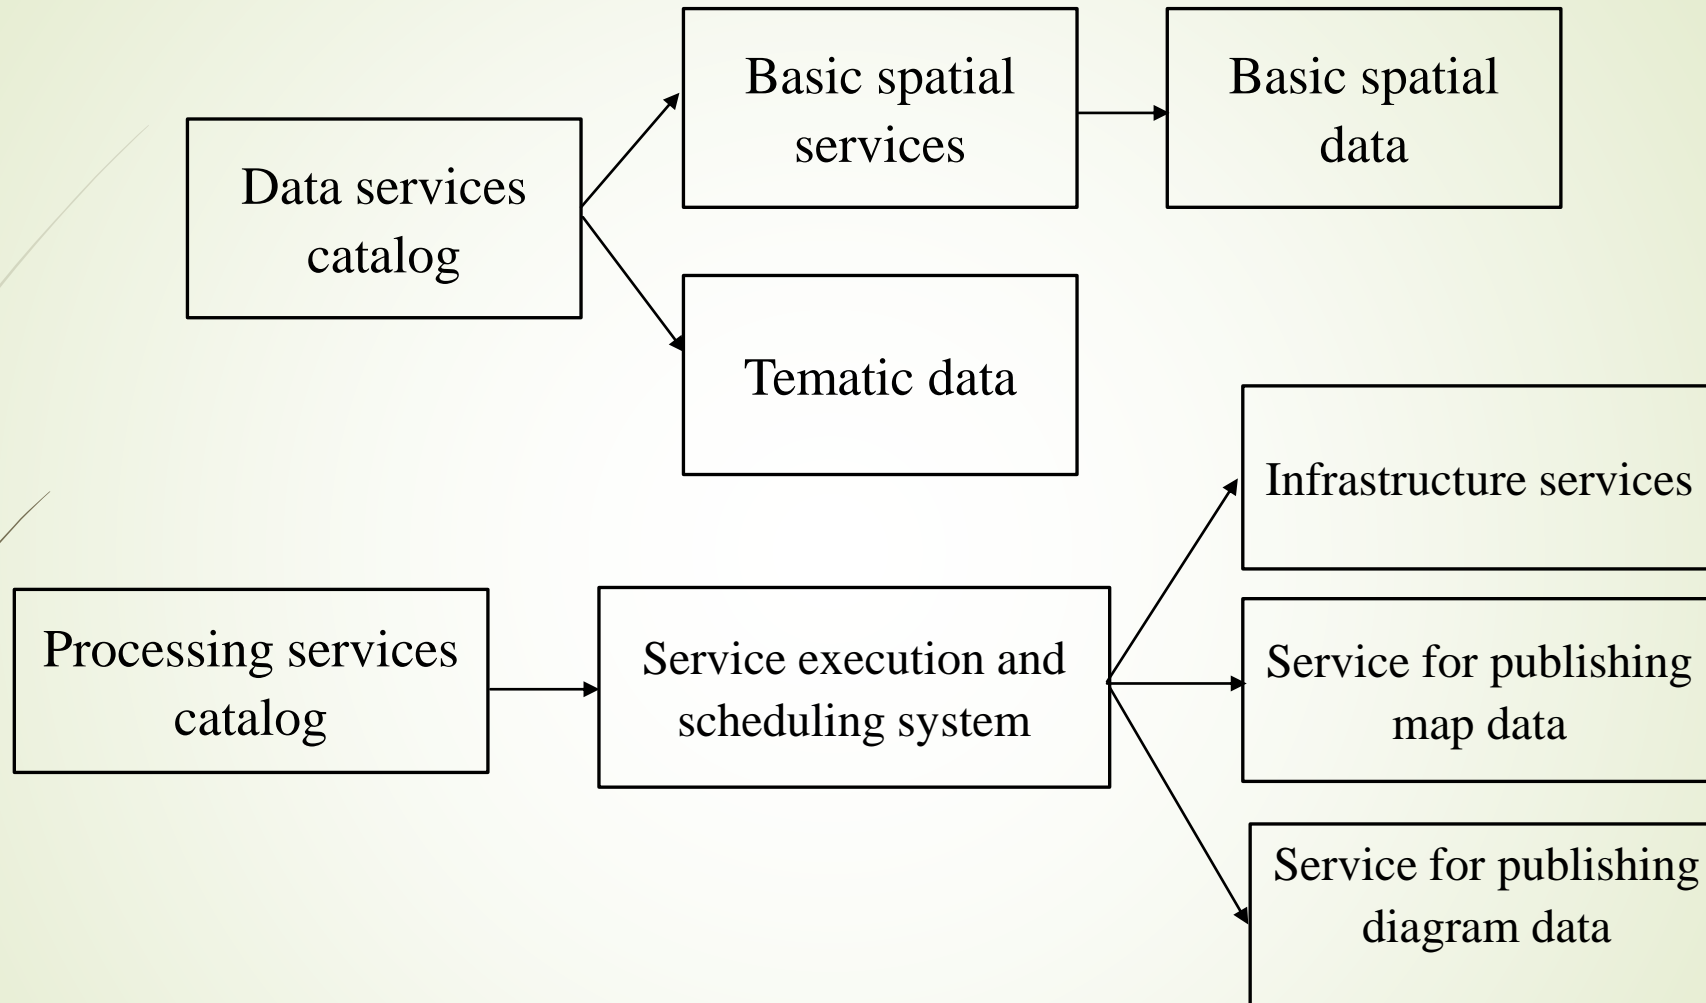 Basic spatial
services
Basic spatial
data
Data services
catalog
Tematic data
Infrastructure services
Processing services
catalog
Service execution and
scheduling system
Service for publishing
map data
Service for publishing
diagram data